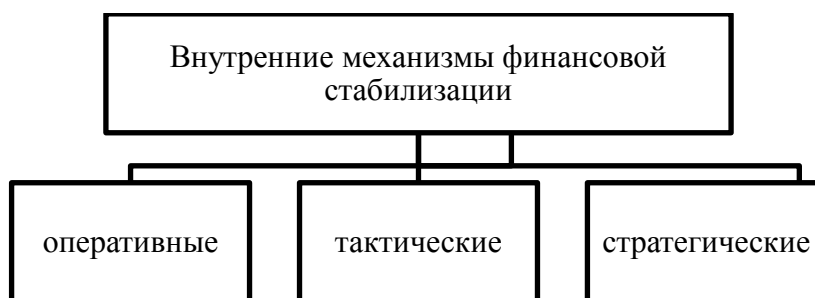 Внутренние механизмы финансовой
стабилизации
оперативные
тактические
стратегические